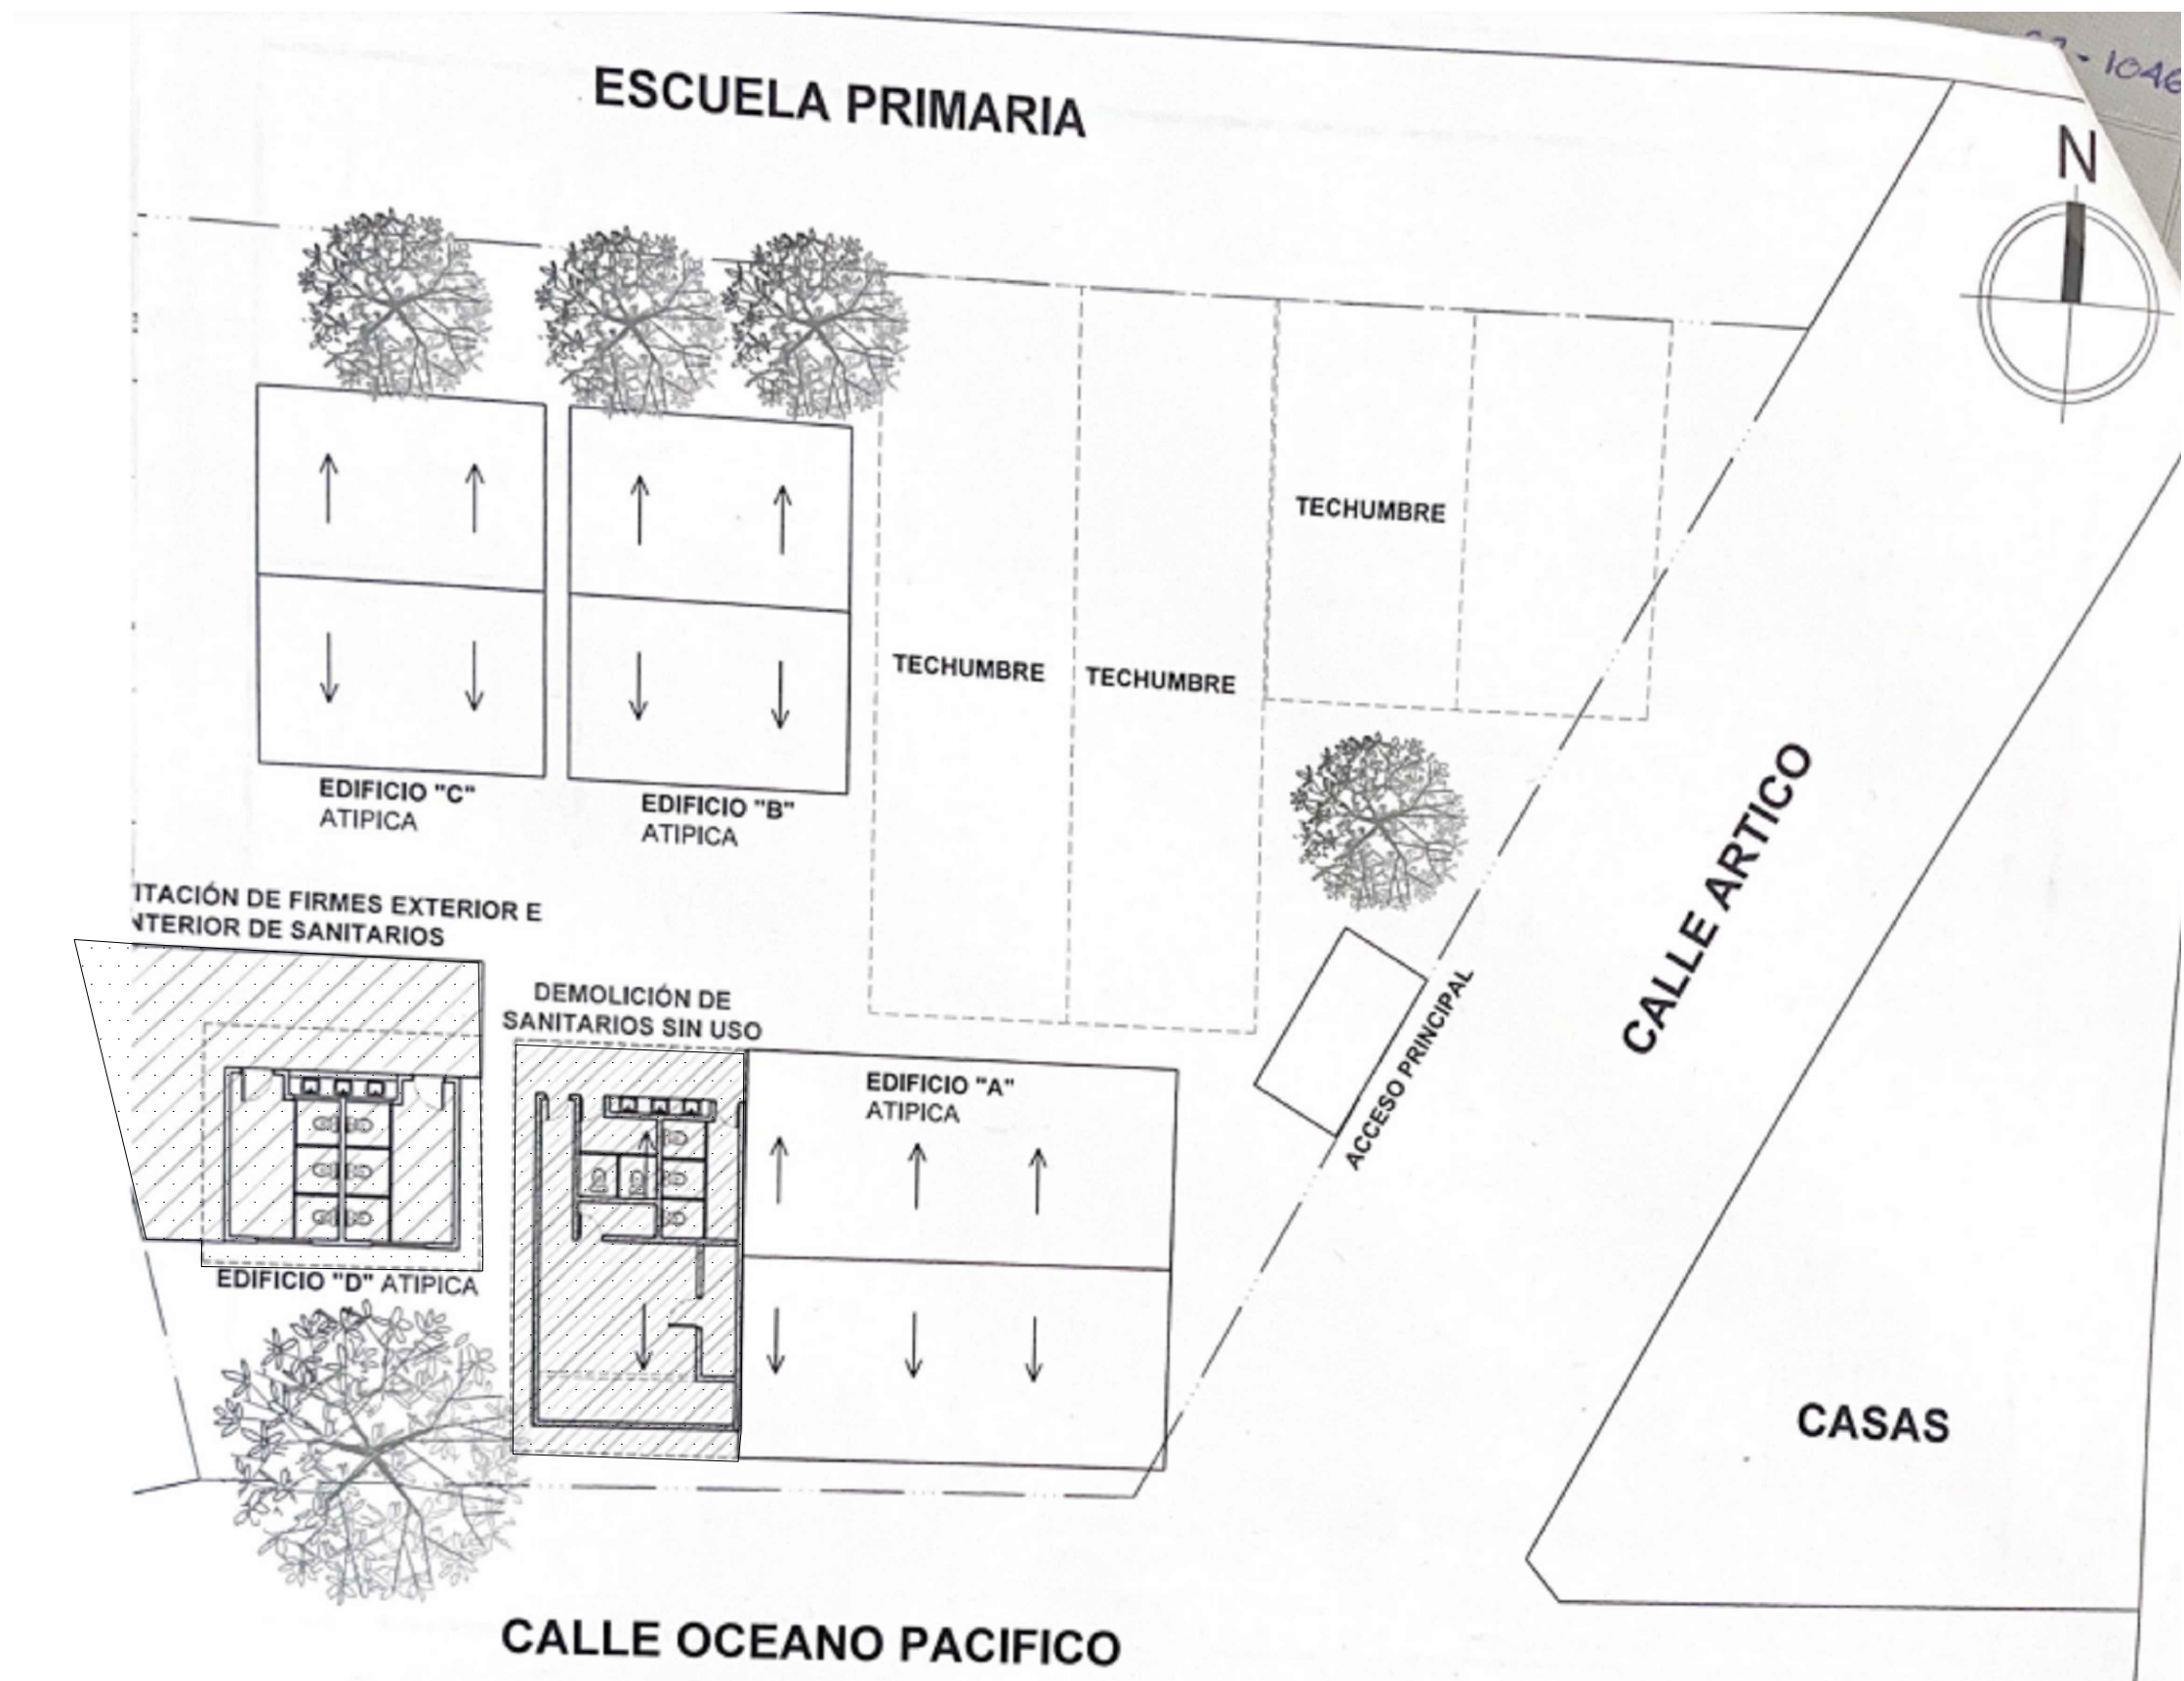 ESCUELA PRIMARIA
- 1046
N
TECHUMBRE
TECHUMBRE
TECHUMBRE
EDIFICIO "C"
ATIPICA
EDIFICIO "B"
ATIPICA
CALLE ARTICO
ITACIÓN DE FIRMES EXTERIOR E
NTERIOR DE SANITARIOS
DEMOLICIÓN DE
SANITARIOS SIN USO
ACCESO PRINCIPAL
EDIFICIO "A"
ATIPICA
EDIFICIO "D" ATIPICA
CASAS
CALLE OCEANO PACIFICO